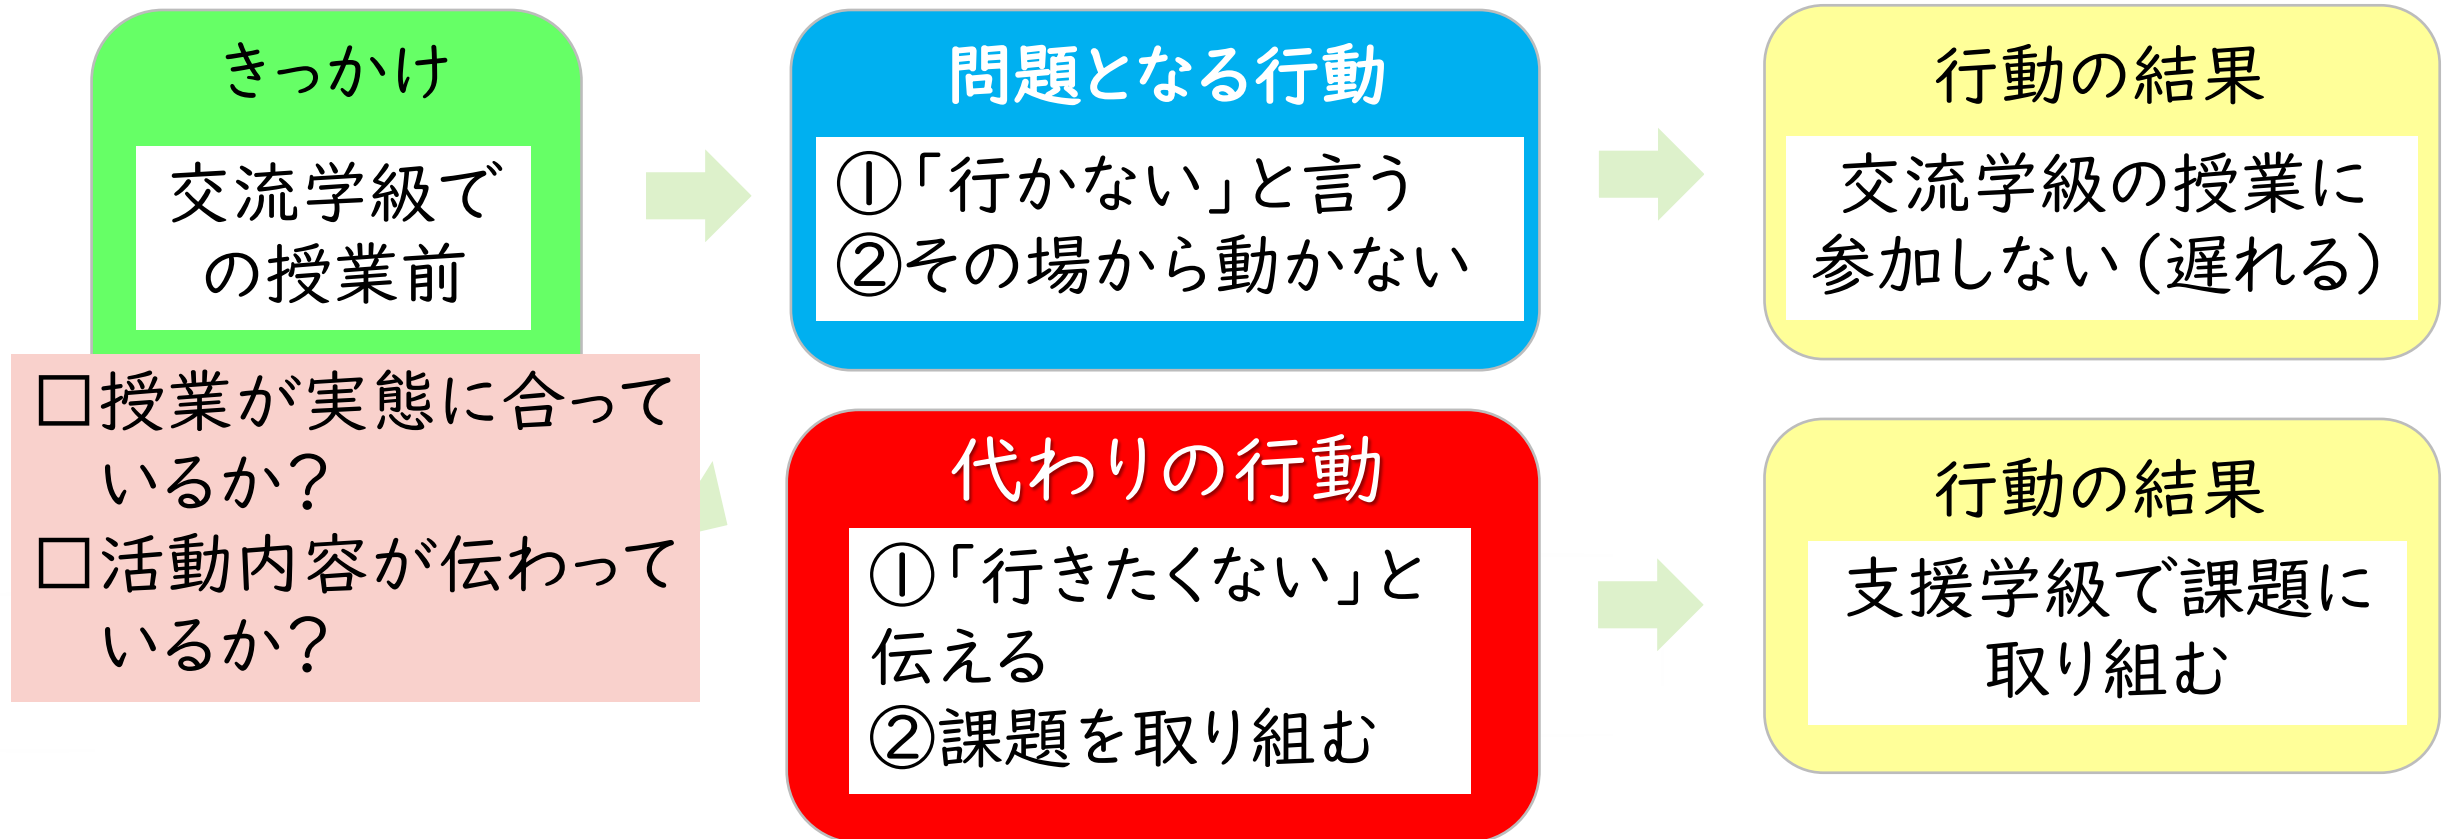 きっかけ
交流学級で
の授業前
□授業が実態に合って
いるか？
□活動内容が伝わって
いるか？
問題となる行動
①「行かない」と言う
②その場から動かない
行動の結果
交流学級の授業に
参加しない（遅れる）
代わりの行動
①「行きたくない」と
伝える
②課題を取り組む
行動の結果
支援学級で課題に
取り組む